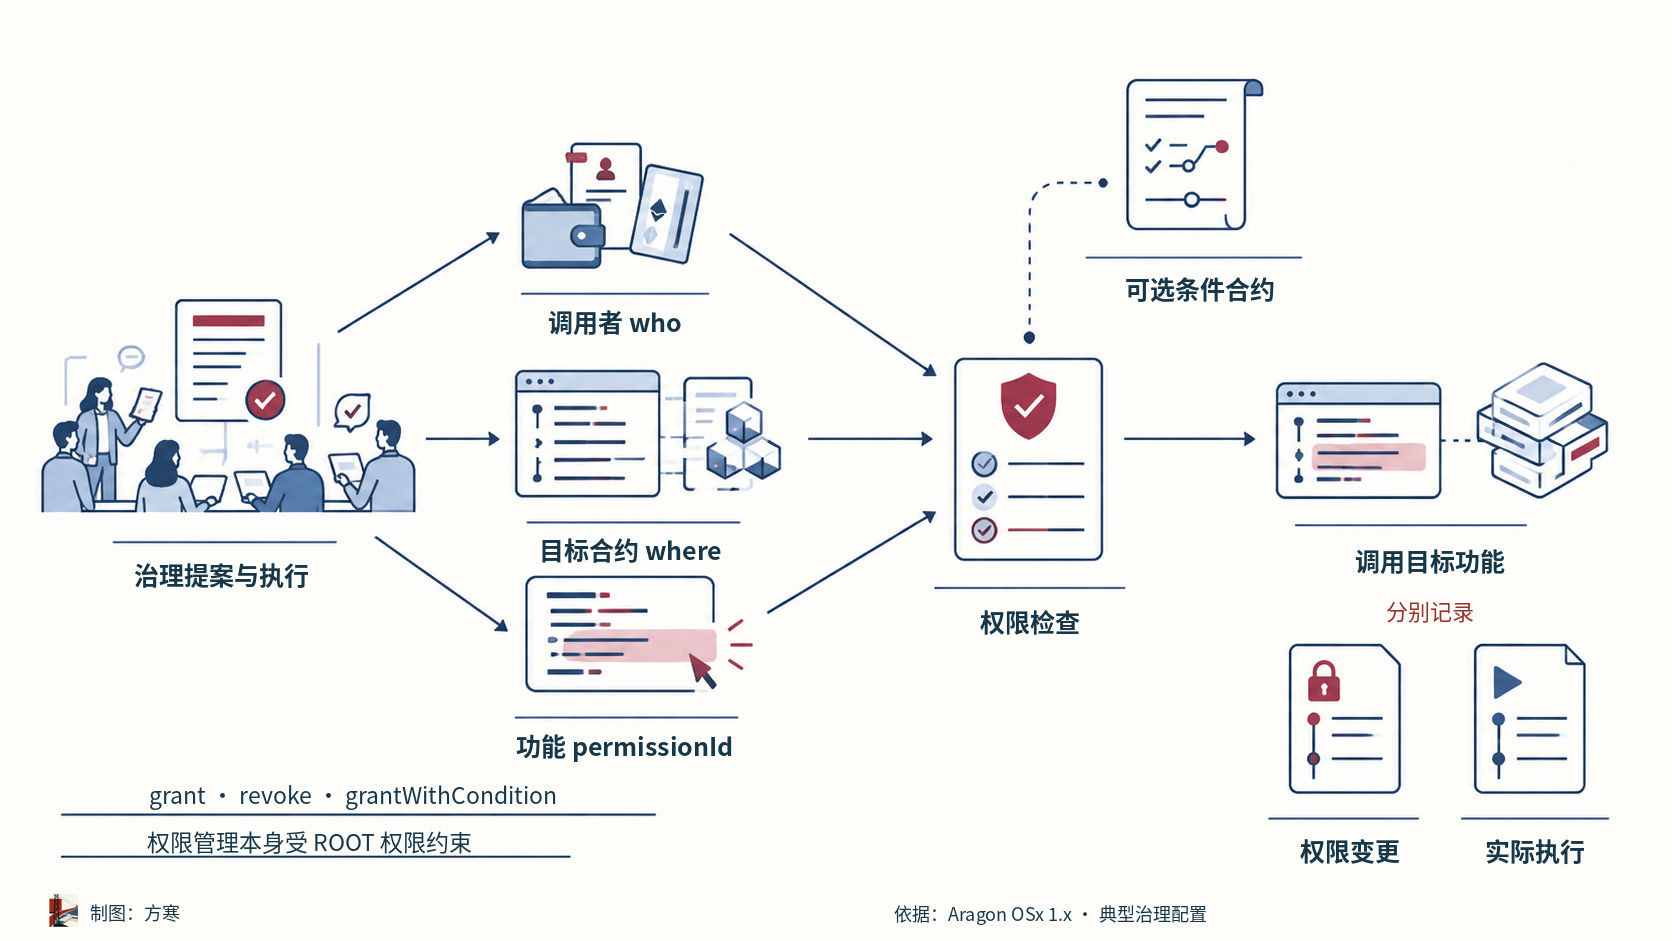 可选条件合约
调用者 who
目标合约 where
治理提案与执行
调用目标功能
分别记录
权限检查
功能 permissionId
grant · revoke · grantWithCondition
权限管理本身受 ROOT 权限约束
权限变更
实际执行
制图：方寒
依据：Aragon OSx 1.x · 典型治理配置